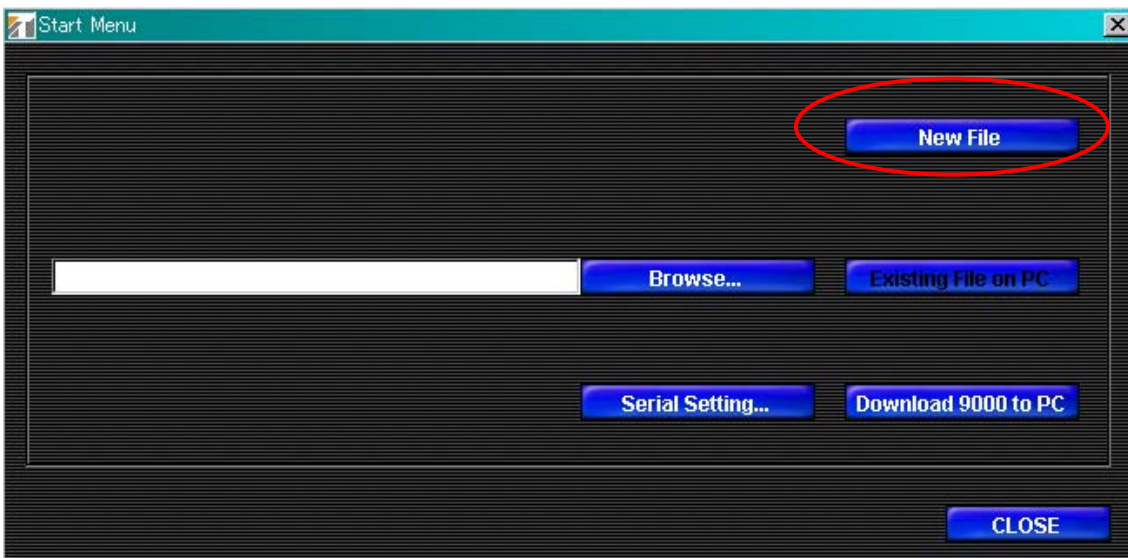 Start Menu
New File
Browse...
Existing File on PC
Serial Setting...
Download 9000 to PC
CLOSE